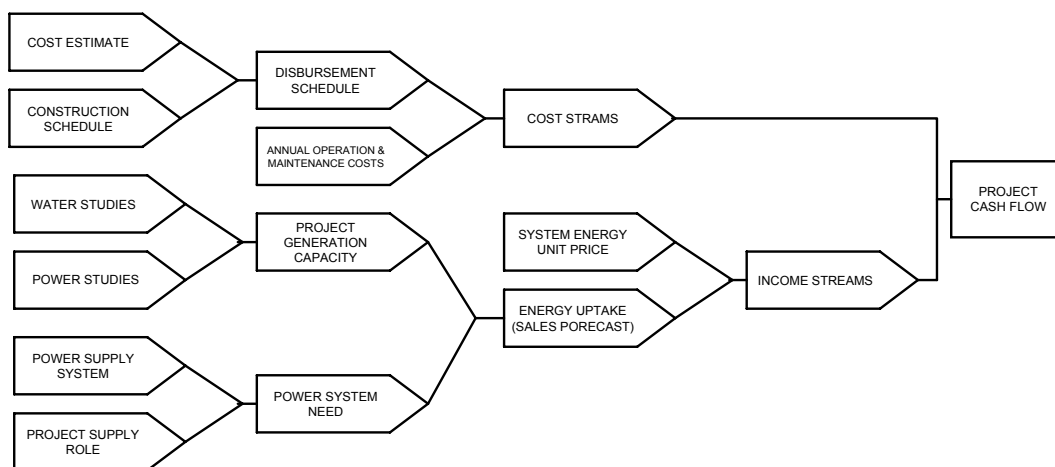 COST ESTIMATE
CONSTRUCTION
SCHEDULE
DISBURSEMENT
SCHEDULE
ANNUAL OPERATION &
MAINTENANCE COSTS
COST STRAMS
WATER STUDIES
POWER STUDIES
PROJECT
GENERATION
CAPACITY
SYSTEM ENERGY
UNIT PRICE
ENERGY UPTAKE
(SALES PORECAST)
INCOME STREAMS
PROJECT
CASH FLOW
POWER SUPPLY
SYSTEM
PROJECT SUPPLY
ROLE
POWER SYSTEM
NEED